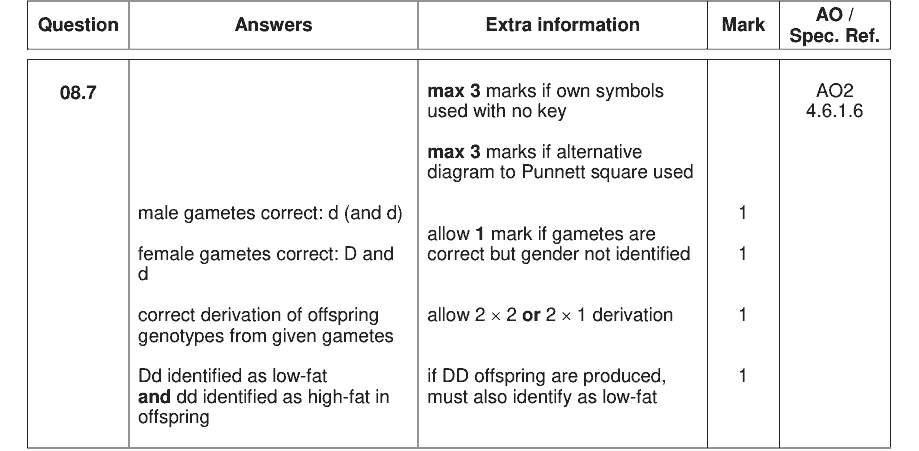 Question Answers Extra information Mark AO / Spec. Ref.
08.7
max 3 marks if own symbols
used with no key
AO2
4.6.1.6
max 3 marks if alternative
diagram to Punnett square used
male gametes correct: d (and d)
1
allow 1 mark if gametes are
correct but gender not identified
female gametes correct: D and
d
1
correct derivation of offspring
genotypes from given gametes
allow 2 × 2 or 2 × 1 derivation
1
Dd identified as low-fat
and dd identified as high-fat in
offspring
if DD offspring are produced,
must also identify as low-fat
1